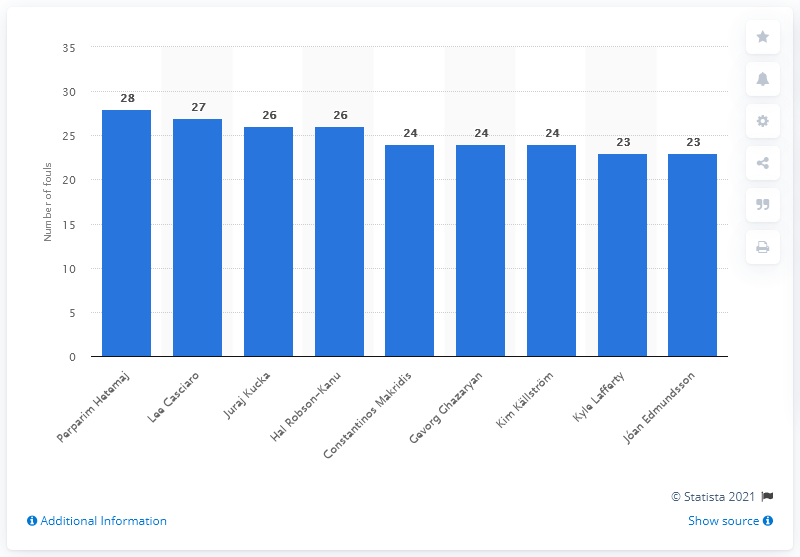 Number of fouls
35
30
25
20
15
10
5
0
28
27
26
26
24
24
24
23
23
Perparim Hetemaj
Lee Casciaro
Juraj Kucka
Hal Robson-Kanu
Constantinos Makridis
Gevorg Ghazaryan
Kim Källström
Kyle Lafferty
Jóan Edmundsson
© Statista 2021
Additional Information
Show source